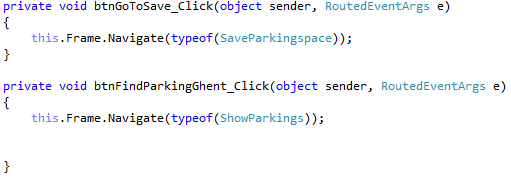 private void btnGoToSave_Click(object sender, RoutedEventArgs e)
{
    this.Frame.Navigate(typeof(SaveParkingspace));
}
private void btnFindParkingGhent_Click(object sender, RoutedEventArgs e)
{
    this.Frame.Navigate(typeof(ShowParkings));
}